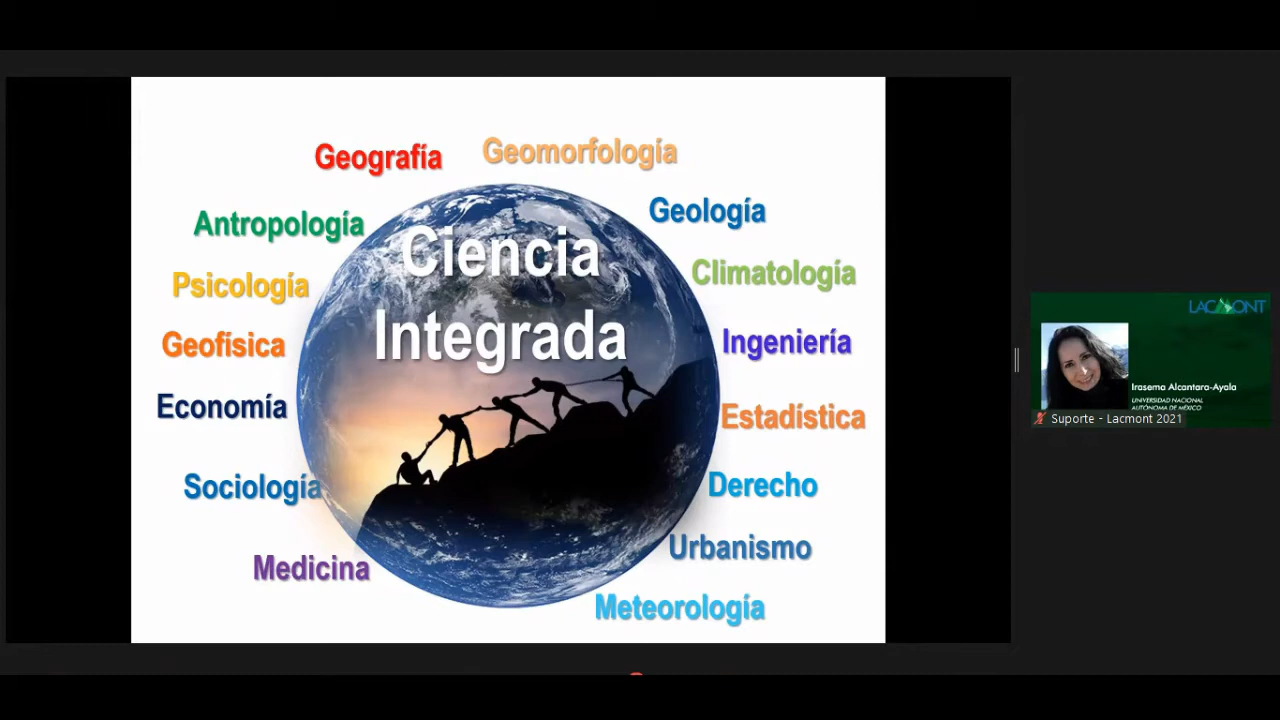 Geografía
Geomorfología
Antropología
Geología
Ciencia
Integrada
Psicología
Climatología
Geofísica
Ingeniería
Economía
Estadística
Sociología
Derecho
Urbanismo
Medicina
Meteorología
LACMONT
Irasema Alcantara-Ayala
UNIVERSIDAD NACIONAL
AUTÓNOMA DE MÉXICO
Suporte - Lacmont 2021